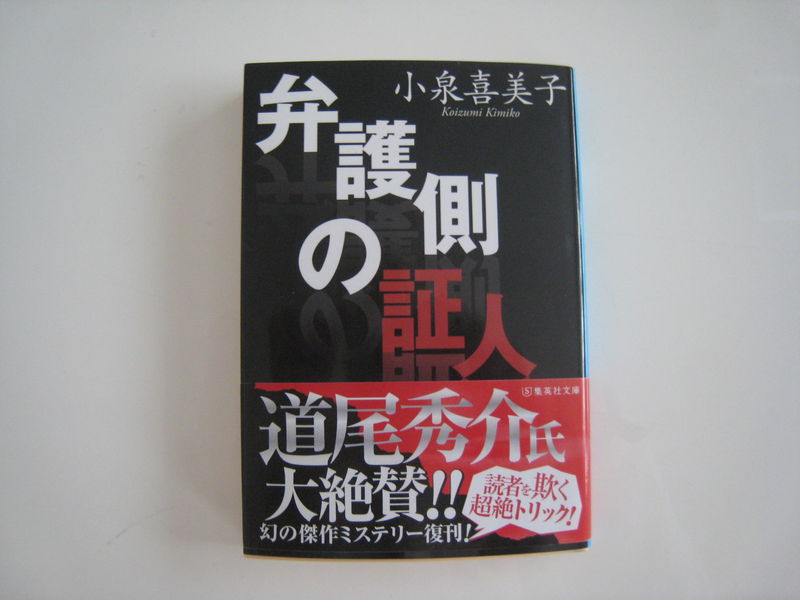 小泉喜美子
Koizumi Kimiko
弁護側
の証人
S集英社文庫
道尾秀介氏
大絶賛!!
幻の傑作ミステリー復刊!
読者を欺く
超絶トリック!